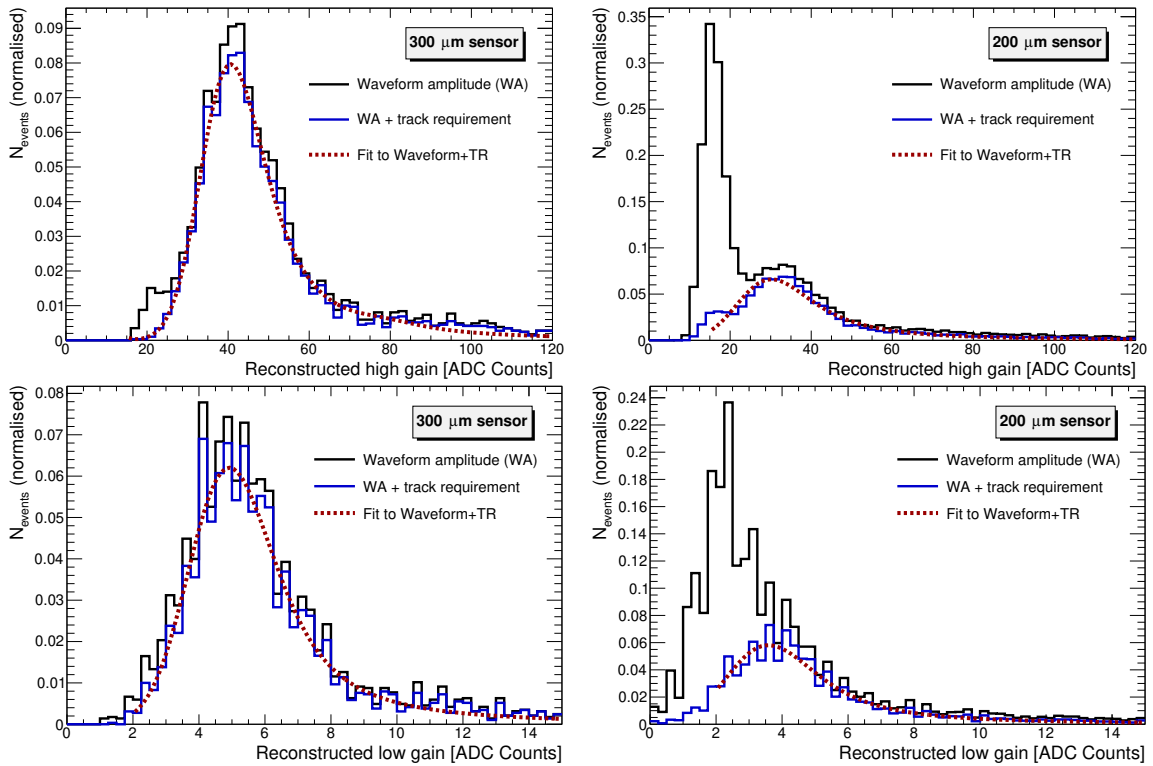 N_events (normalised)
0.09
0.08
0.07
0.06
0.05
0.04
0.03
0.02
0.01
0
300 μm sensor
Waveform amplitude (WA)
WA + track requirement
Fit to Waveform+TR
0 20 40 60 80 100 120
Reconstructed high gain [ADC Counts]
N_events (normalised)
0.35
0.3
0.25
0.2
0.15
0.1
0.05
0
200 μm sensor
Waveform amplitude (WA)
WA + track requirement
Fit to Waveform+TR
0 20 40 60 80 100 120
Reconstructed high gain [ADC Counts]
N_events (normalised)
0.08
0.07
0.06
0.05
0.04
0.03
0.02
0.01
0
300 μm sensor
Waveform amplitude (WA)
WA + track requirement
Fit to Waveform+TR
0 2 4 6 8 10 12 14
Reconstructed low gain [ADC Counts]
N_events (normalised)
0.24
0.22
0.2
0.18
0.16
0.14
0.12
0.1
0.08
0.06
0.04
0.02
0
200 μm sensor
Waveform amplitude (WA)
WA + track requirement
Fit to Waveform+TR
0 2 4 6 8 10 12 14
Reconstructed low gain [ADC Counts]